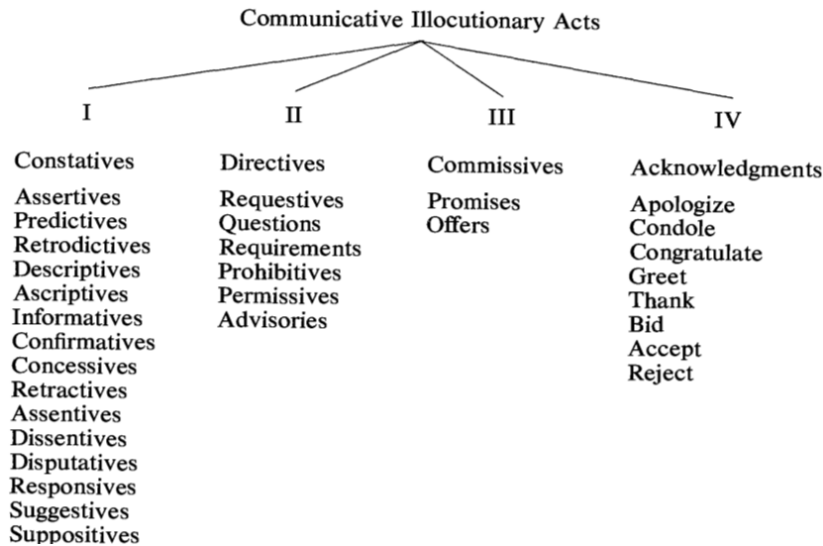 Communicative Illocutionary Acts
I
II
III
IV
Constatives
Assertives
Predictives
Retrodictives
Descriptives
Ascriptives
Informatives
Confirmatives
Concessives
Retractives
Assentives
Dissentives
Disputatives
Responsives
Suggestives
Suppositives
Directives
Requestives
Questions
Requirements
Prohibitives
Permissives
Advisories
Commissives
Promises
Offers
Acknowledgments
Apologize
Condole
Congratulate
Greet
Thank
Bid
Accept
Reject